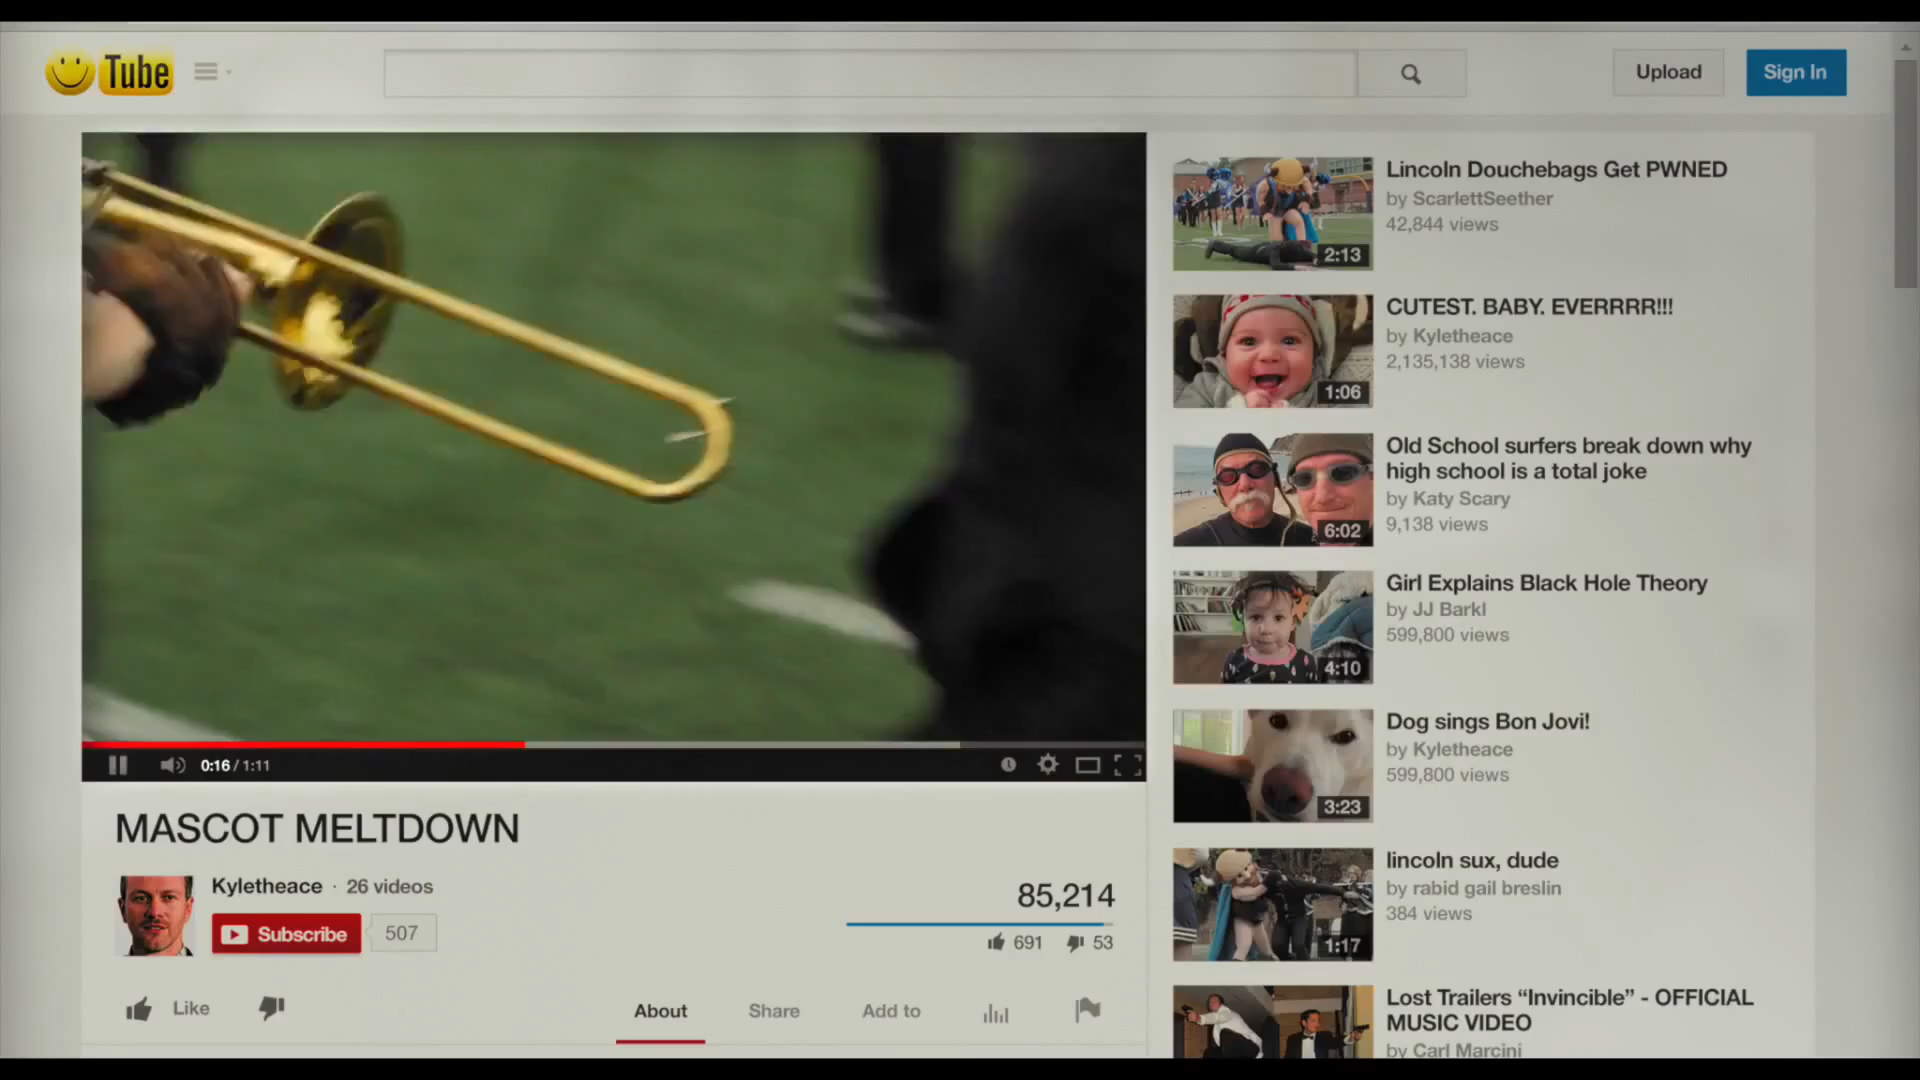 Tube
Upload
Sign In
0:16 / 1:11
MASCOT MELTDOWN
Kyletheace · 26 videos
Subscribe
507
85,214
691
53
Like
About
Share
Add to
Lincoln Douchebags Get PWNED
by ScarlettSeether
42,844 views
2:13
CUTEST. BABY. EVERRRR!!!
by Kyletheace
2,135,138 views
1:06
Old School surfers break down why
high school is a total joke
by Katy Scary
9,138 views
6:02
Girl Explains Black Hole Theory
by JJ Barkl
599,800 views
4:10
Dog sings Bon Jovi!
by Kyletheace
599,800 views
3:23
lincoln sux, dude
by rabid gail breslin
384 views
1:17
Lost Trailers “Invincible” - OFFICIAL
MUSIC VIDEO
by Carl Marcini